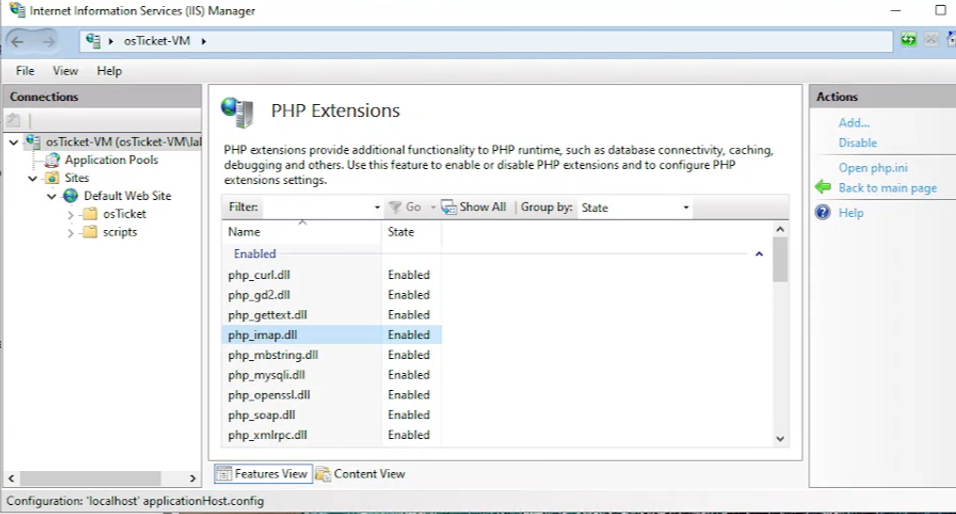 Internet Information Services (IIS) Manager
osTicket-VM
File View Help
Connections
osTicket-VM (osTicket-VM\lal
Application Pools
Sites
Default Web Site
osTicket
scripts
PHP Extensions
PHP extensions provide additional functionality to PHP runtime, such as database connectivity, caching,
debugging and others. Use this feature to enable or disable PHP extensions and to configure PHP
extensions settings.
Filter: Go Show All Group by: State
Name State
Enabled
php_curl.dll Enabled
php_gd2.dll Enabled
php_gettext.dll Enabled
php_imap.dll Enabled
php_mbstring.dll Enabled
php_mysqli.dll Enabled
php_openssl.dll Enabled
php_soap.dll Enabled
php_xmlrpc.dll Enabled
Features View Content View
Actions
Add...
Disable
Open php.ini
Back to main page
Help
Configuration: 'localhost' applicationHost.config